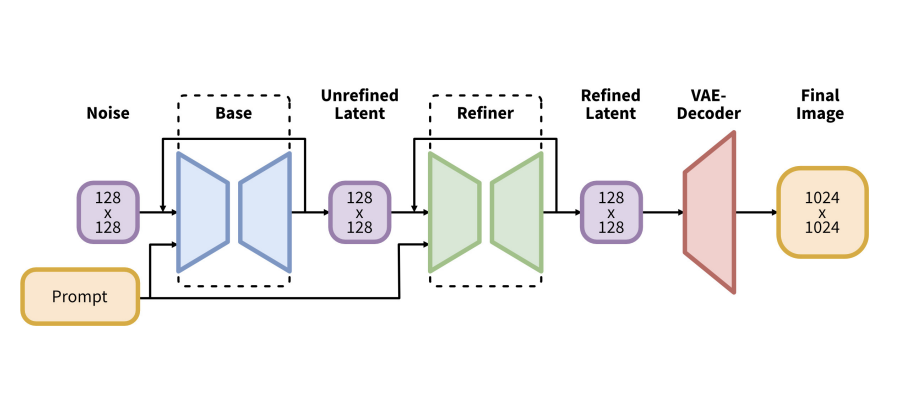 Noise
Base
Unrefined
Latent
Refiner
Refined
Latent
VAE-
Decoder
Final
Image
128
x
128
128
x
128
128
x
128
1024
x
1024
Prompt